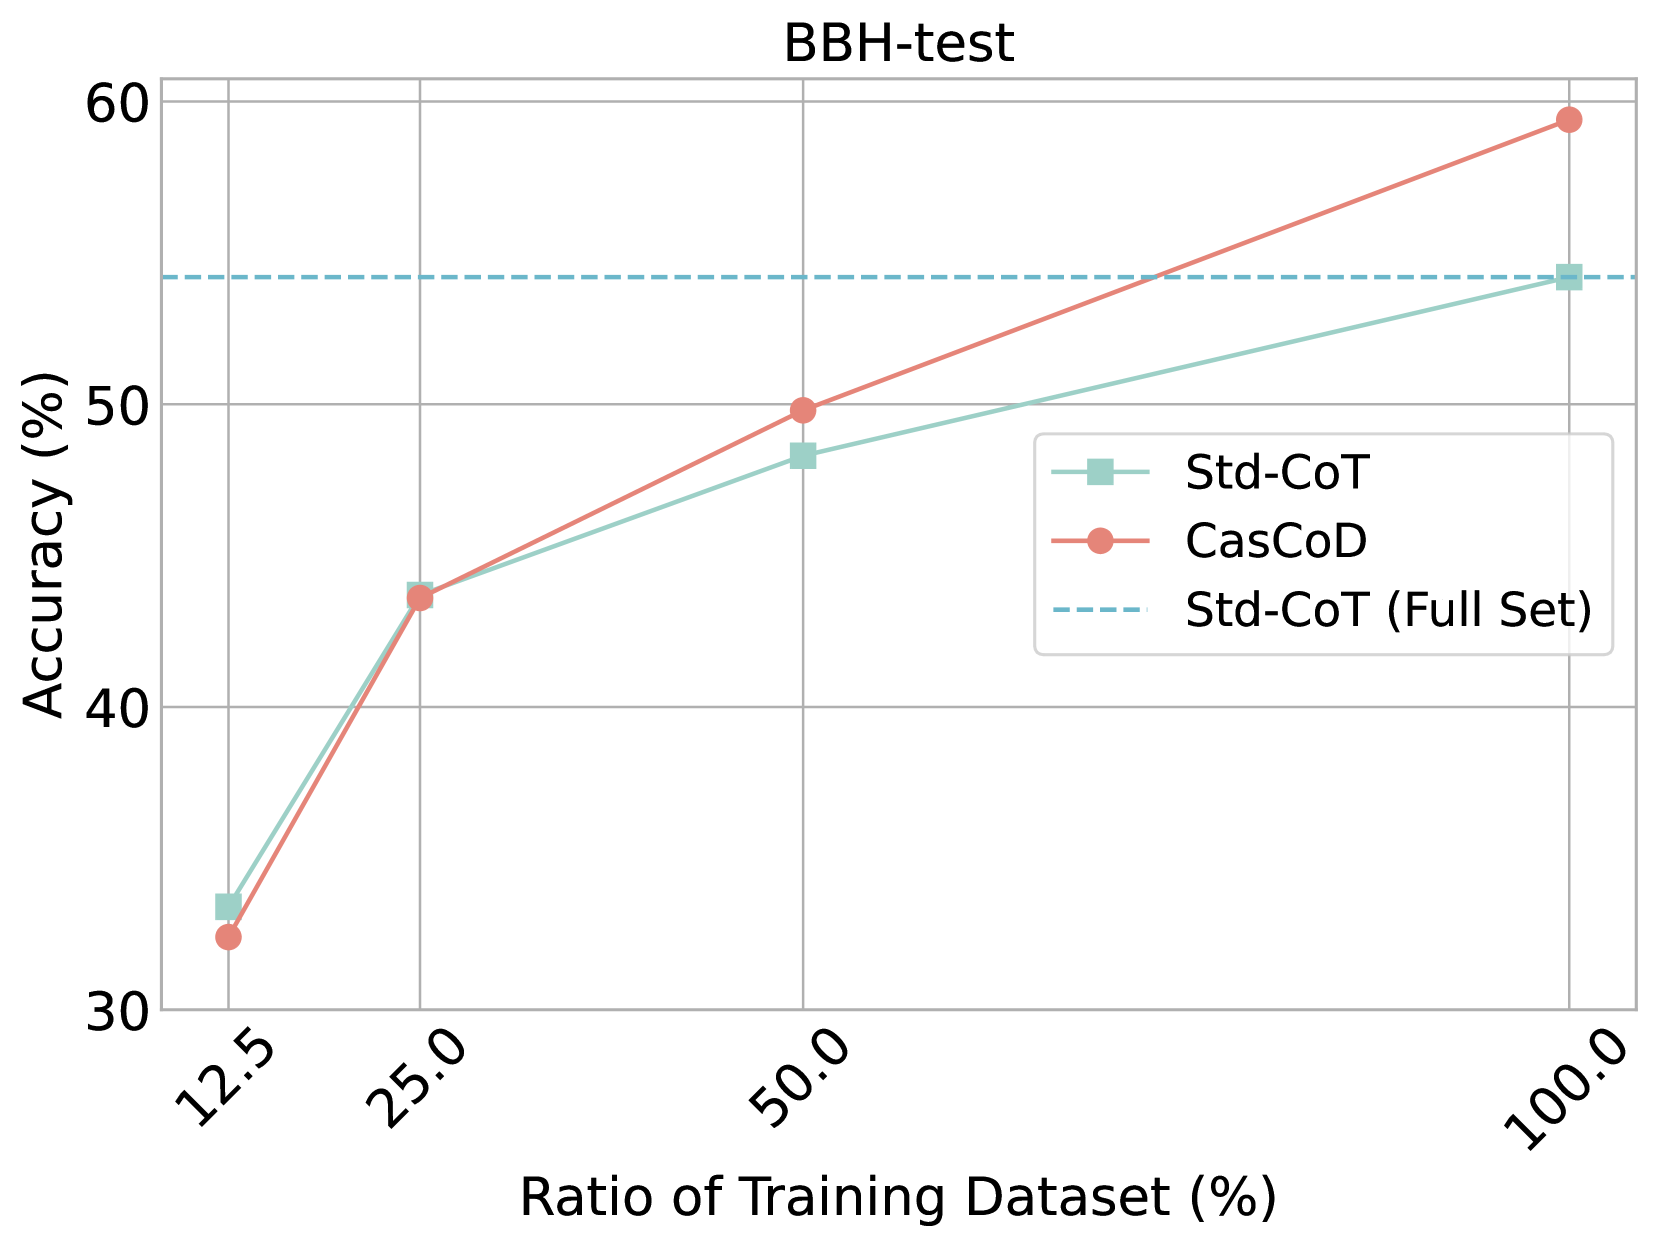 BBH-test
60
50
40
30
Accuracy (%)
Std-CoT
CasCoD
Std-CoT (Full Set)
12.5
25.0
50.0
100.0
Ratio of Training Dataset (%)